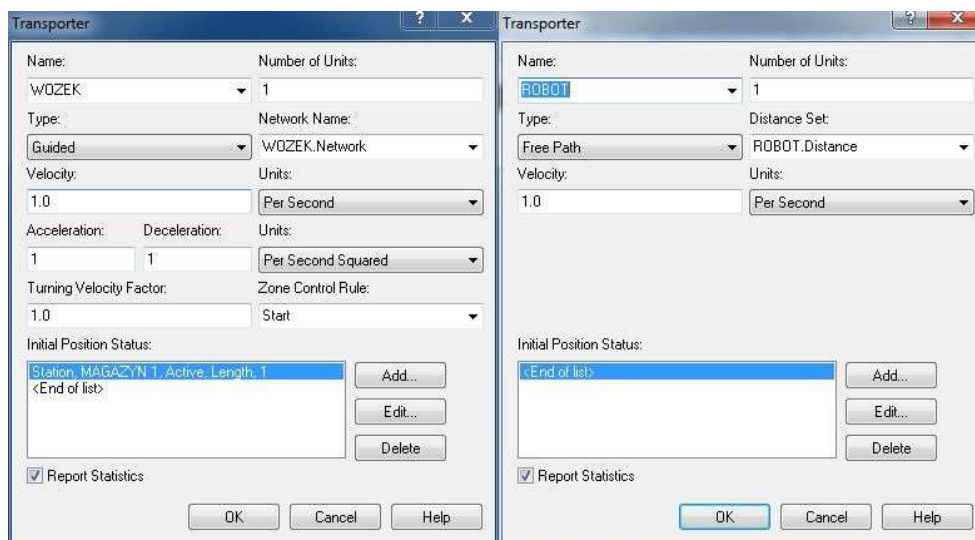 Transporter
Name:
Number of Units:
WOZEK
1
Type:
Network Name:
Guided
WOZEK.Network
Velocity:
Units:
1.0
Per Second
Acceleration:
Deceleration:
Units:
1
1
Per Second Squared
Turning Velocity Factor:
Zone Control Rule:
1.0
Start
Initial Position Status:
Station, MAGAZYN 1, Active, Length, 1
<End of list>
Add...
Edit...
Delete
Report Statistics
OK
Cancel
Help
Transporter
Name:
Number of Units:
ROBOT
1
Type:
Distance Set:
Free Path
ROBOT.Distance
Velocity:
Units:
1.0
Per Second
Initial Position Status:
<End of list>
Add...
Edit...
Delete
Report Statistics
OK
Cancel
Help